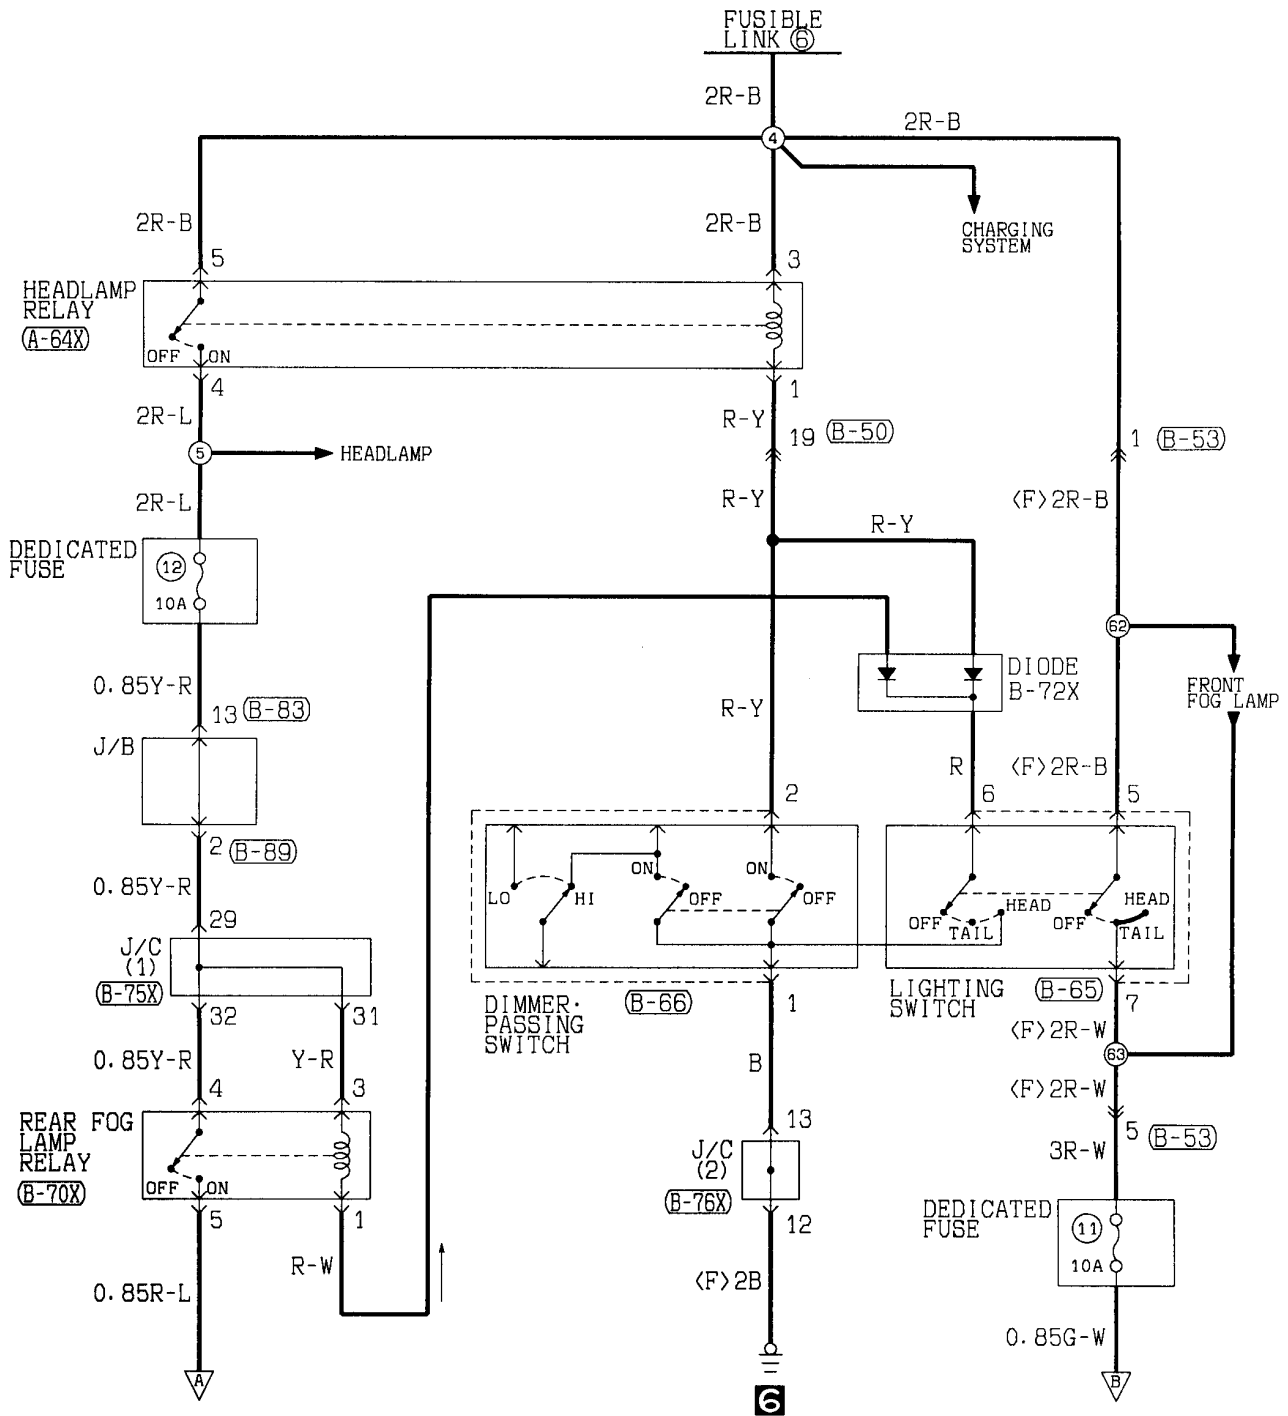 FUSIBLE
LINK ⑥
2R-B
4
2R-B
2R-B
2R-B
CHARGING
SYSTEM
5
3
HEADLAMP
RELAY
A-64X
OFF
ON
4
1
2R-L
R-Y
19
B-50
1
B-53
5
HEADLAMP
2R-L
R-Y
<F>2R-B
R-Y
DEDICATED
FUSE
12
10A
62
0.85Y-R
DIODE
B-72X
FRONT
FOG LAMP
13
B-83
R-Y
J/B
R
<F>2R-B
2
6
5
2
B-89
ON
ON
0.85Y-R
LO
HI
OFF
OFF
OFF
TAIL
HEAD
OFF
TAIL
HEAD
29
J/C
(1)
B-75X
DIMMER·
PASSING
SWITCH
B-66
1
LIGHTING
SWITCH
B-65
7
32
31
<F>2R-W
0.85Y-R
Y-R
B
63
4
3
<F>2R-W
REAR FOG
LAMP
RELAY
B-70X
OFF
ON
13
5
B-53
J/C
(2)
B-76X
3R-W
5
1
12
DEDICATED
FUSE
11
10A
R-W
0.85R-L
<F>2B
0.85G-W
A
B
6